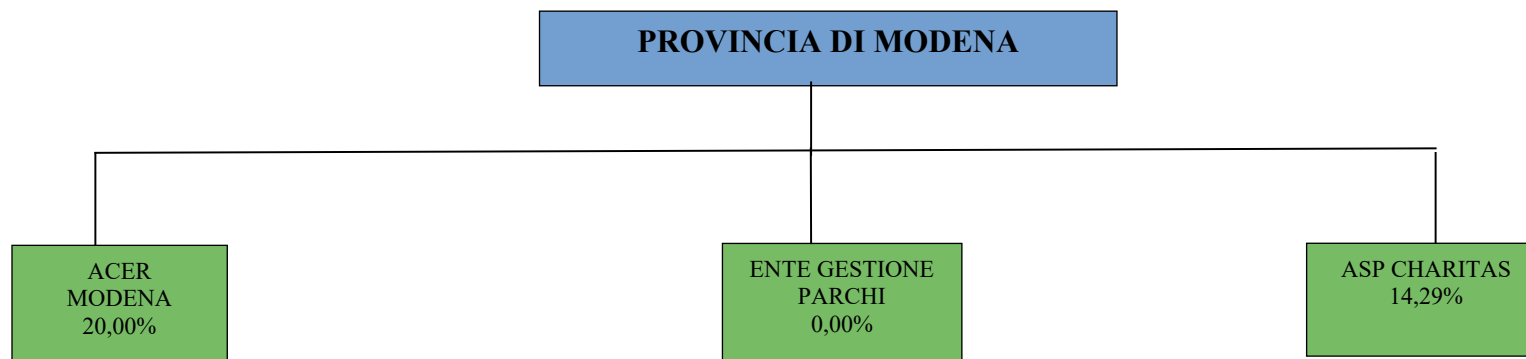 PROVINCIA DI MODENA
ACER
MODENA
20,00%
ENTE GESTIONE
PARCHI
0,00%
ASP CHARITAS
14,29%